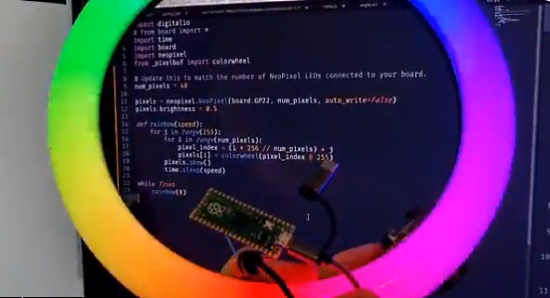 import digitalio
# from board import *
import time
import board
import neopixel
from _pixelbuf import colorwheel
# Update this to match the number of NeoPixel LEDs connected to your board.
num_pixels = 48
pixels = neopixel.NeoPixel(board.GP22, num_pixels, auto_write=False)
pixels.brightness = 0.5
def rainbow(speed):
for j in range(255):
for i in range(num_pixels):
pixel_index = (i * 256 // num_pixels) + j
pixels[i] = colorwheel(pixel_index & 255)
pixels.show()
time.sleep(speed)
while True:
rainbow(0)